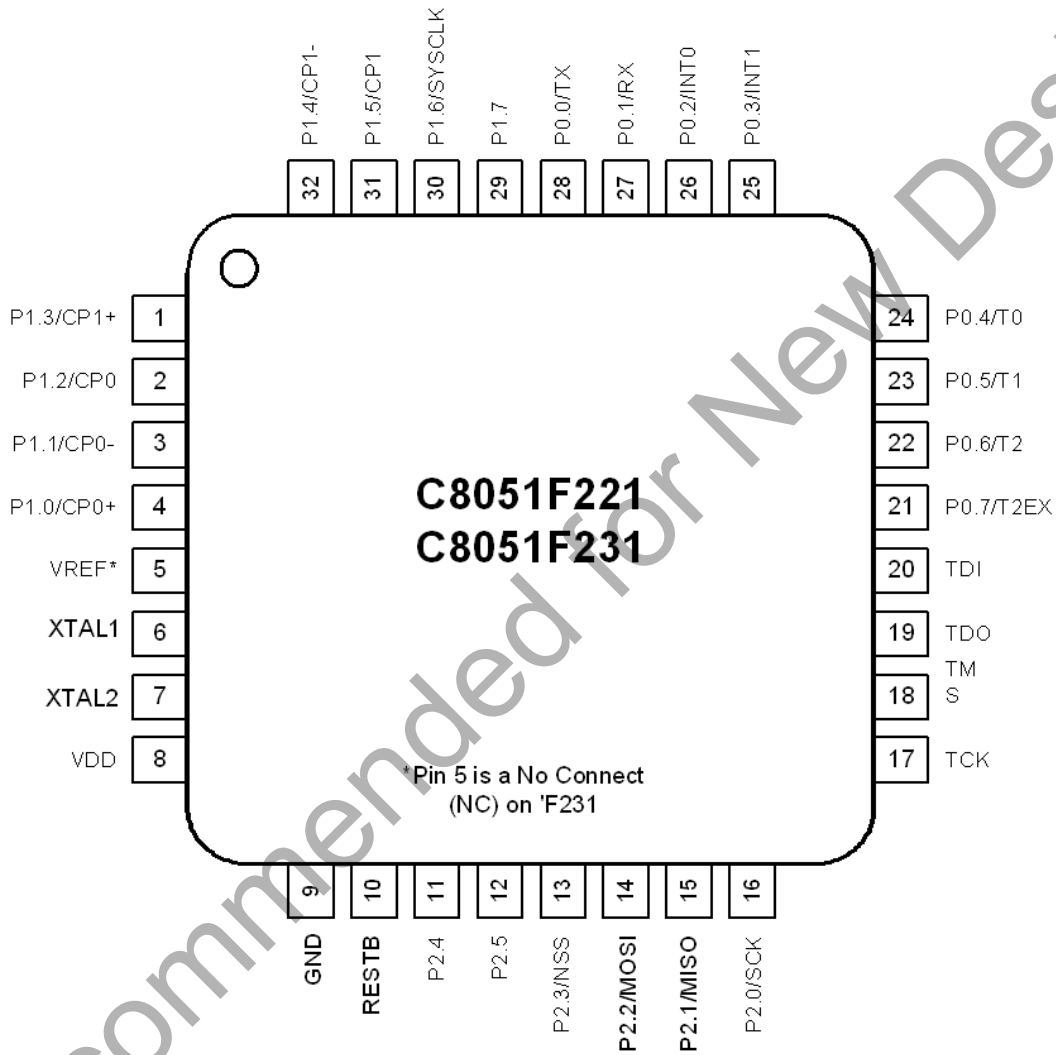 P1.4/CP1-
P1.5/CP1
P1.6/SYSCLK
P1.7
P0.0/TX
P0.1/RX
P0.2/INT0
P0.3/INT1
32
31
30
29
28
27
26
25
P1.3/CP1+ 1
P1.2/CP0 2
P1.1/CP0- 3
P1.0/CP0+ 4
VREF* 5
XTAL1 6
XTAL2 7
VDD 8
C8051F221
C8051F231
*Pin 5 is a No Connect
(NC) on 'F231
24 P0.4/T0
23 P0.5/T1
22 P0.6/T2
21 P0.7/T2EX
20 TDI
19 TDO
TM
18 S
17 TCK
9
10
11
12
13
14
15
16
GND
RESTB
P2.4
P2.5
P2.3/NSS
P2.2/MOSI
P2.1/MISO
P2.0/SCK
commended for New Des